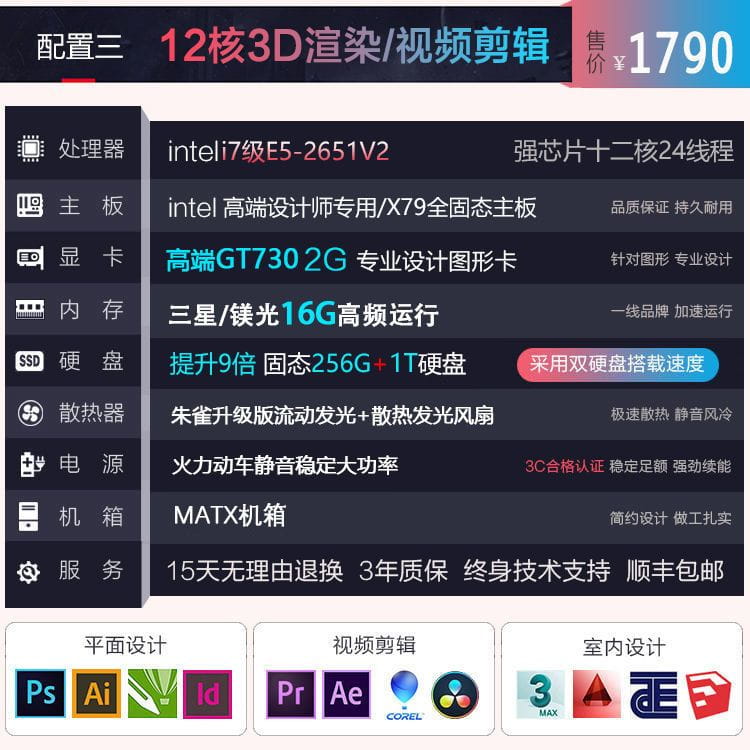 配置三 12核3D渲染/视频剪辑 售价 ¥1790
处理器 inteli7级E5-2651V2 强芯片十二核24线程
主板 intel 高端设计师专用/X79全固态主板 品质保证 持久耐用
显卡 高端GT730 2G 专业设计图形卡 针对图形 专业设计
内存 三星/镁光16G高频运行 一线品牌 加速运行
SSD 硬盘 提升9倍 固态256G+1T硬盘 采用双硬盘搭载速度
散热器 朱雀升级版流动发光+散热发光风扇 极速散热 静音风冷
电源 火力动车静音稳定大功率 3C合格认证 稳定足额 强劲续能
机箱 MATX机箱 简约设计 做工扎实
服务 15天无理由退换 3年质保 终身技术支持 顺丰包邮
平面设计 视频剪辑 室内设计
Ps Ai Id Pr Ae COREL 3 MAX